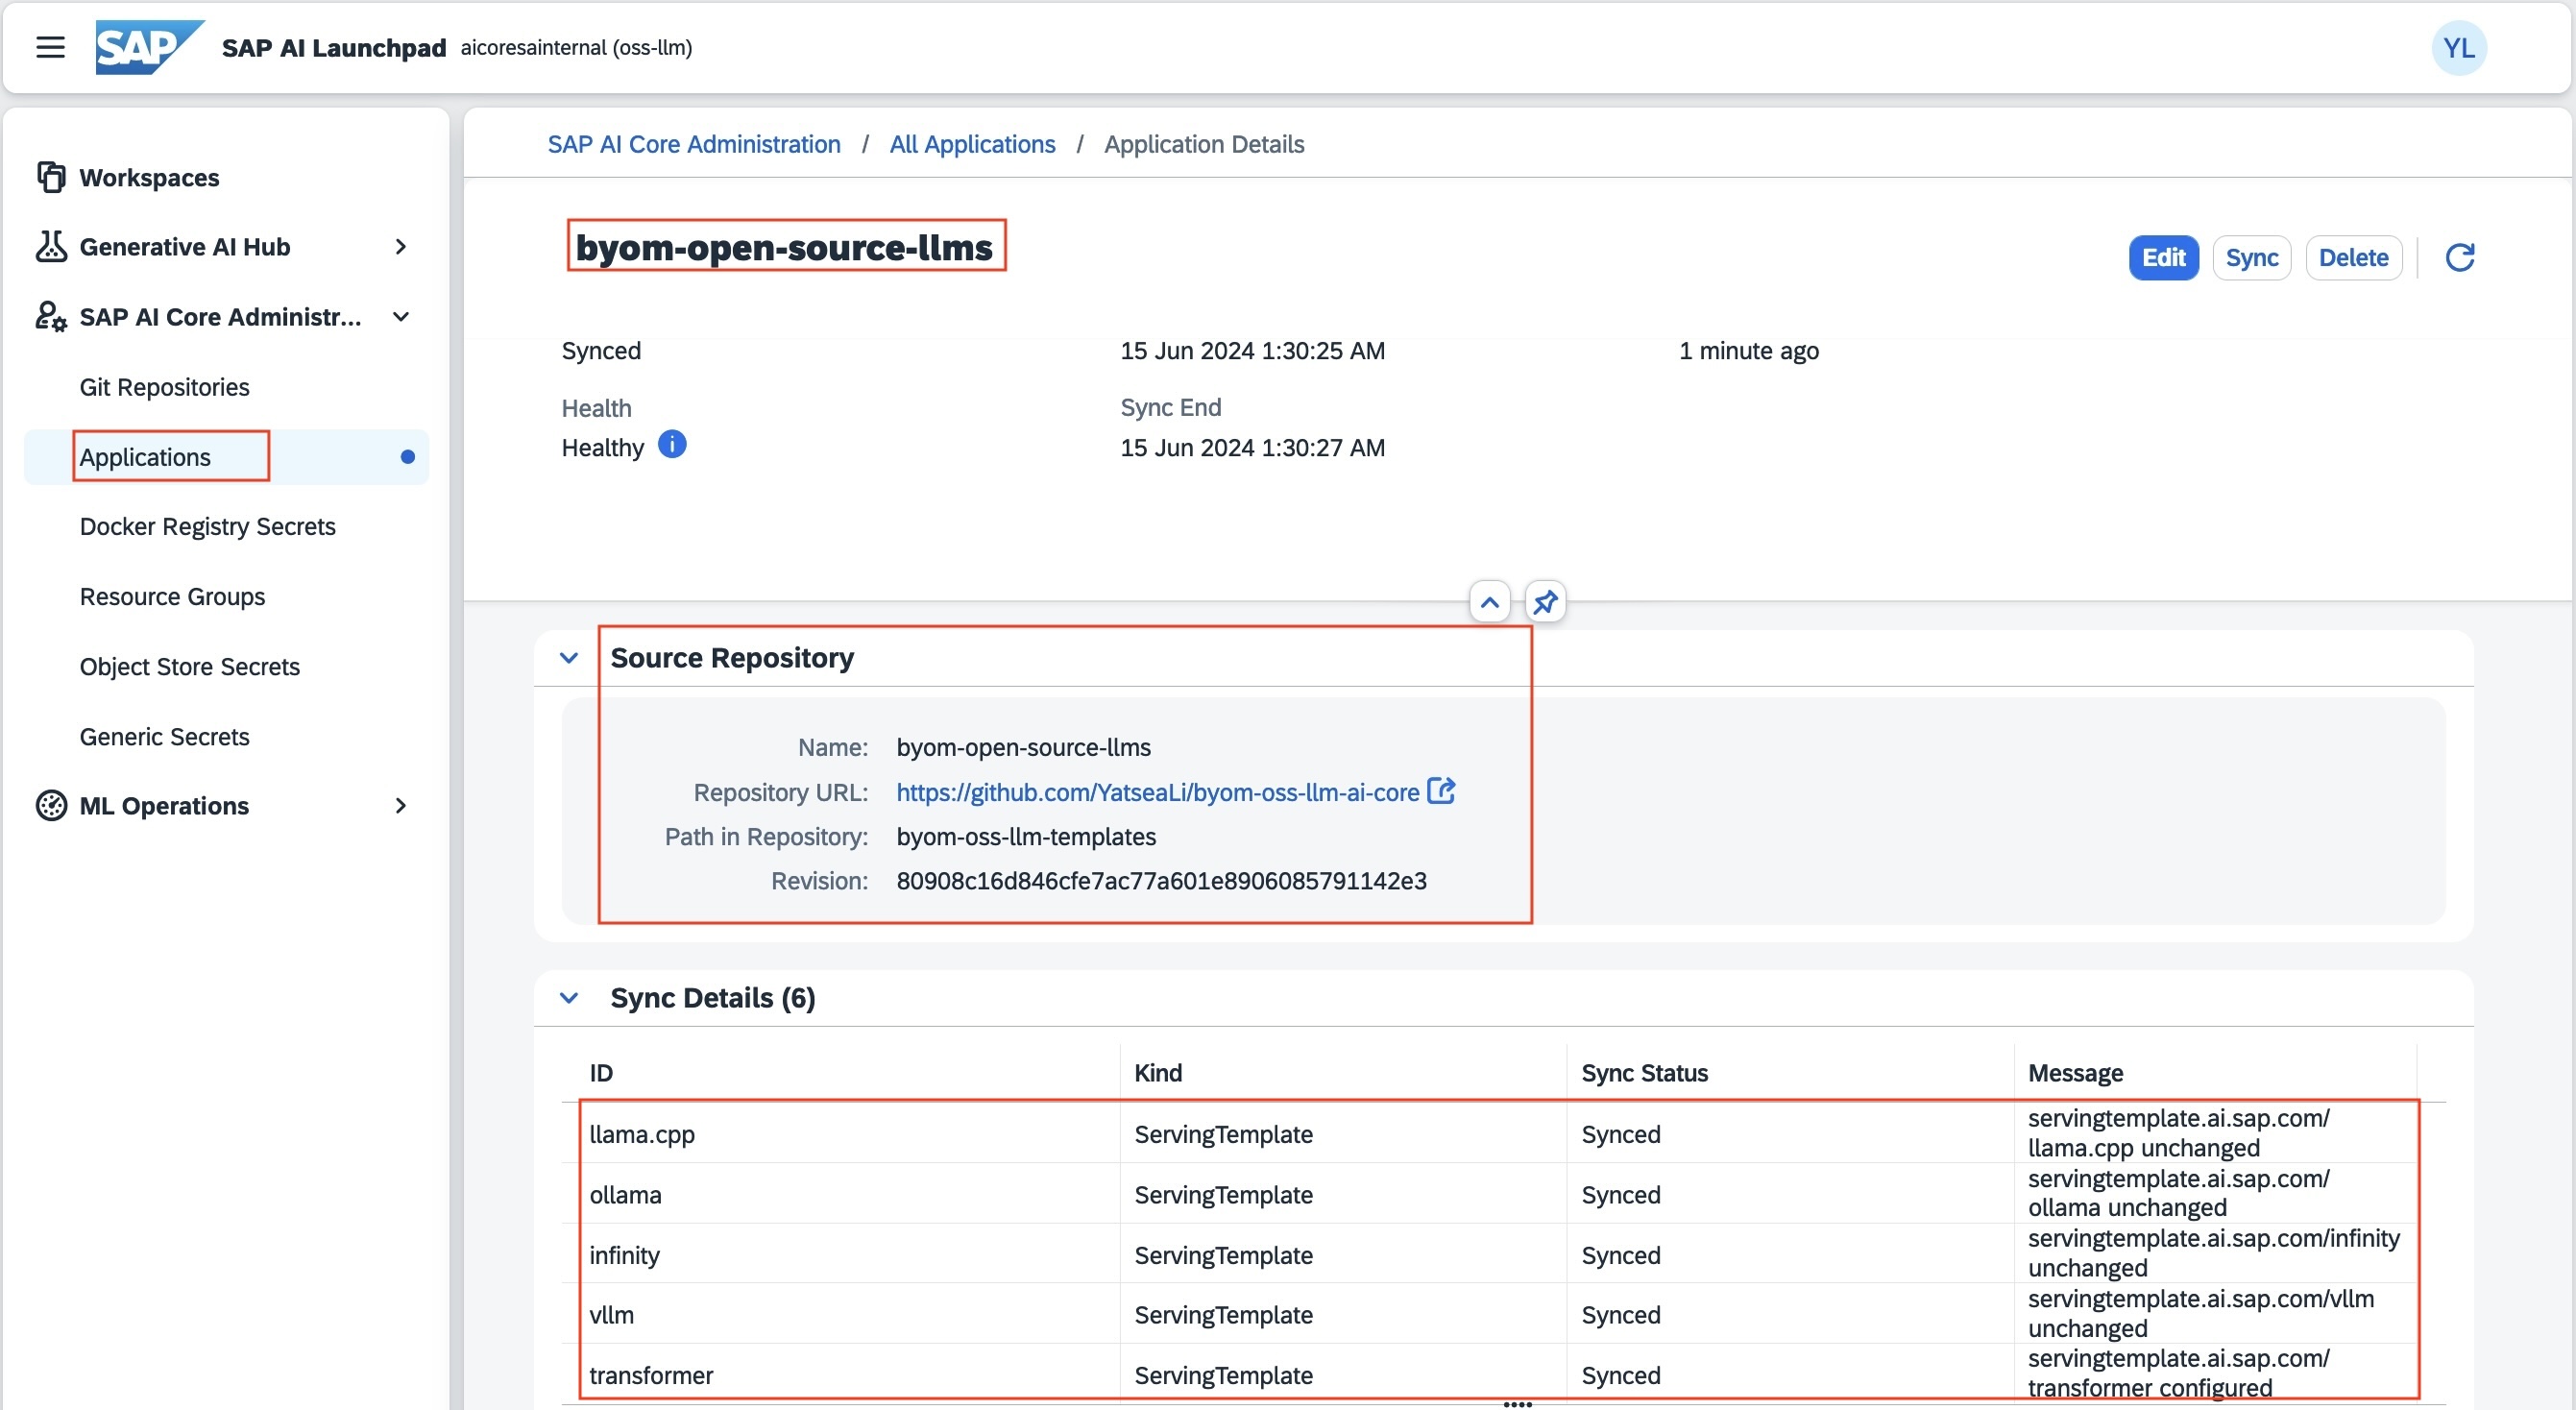 SAP SAP AI Launchpad aicoresainternal (oss-llm) YL
Workspaces
Generative AI Hub
SAP AI Core Administr...
Git Repositories
Applications
Docker Registry Secrets
Resource Groups
Object Store Secrets
Generic Secrets
ML Operations
SAP AI Core Administration / All Applications / Application Details
byom-open-source-llms
Edit Sync Delete
Synced 15 Jun 2024 1:30:25 AM 1 minute ago
Health Sync End
Healthy 15 Jun 2024 1:30:27 AM
Source Repository
Name: byom-open-source-llms
Repository URL: https://github.com/YatseaLi/byom-oss-llm-ai-core
Path in Repository: byom-oss-llm-templates
Revision: 80908c16d846cfe7ac77a601e8906085791142e3
Sync Details (6)
ID Kind Sync Status Message
llama.cpp ServingTemplate Synced servingtemplate.ai.sap.com/
llama.cpp unchanged
ollama ServingTemplate Synced servingtemplate.ai.sap.com/
ollama unchanged
infinity ServingTemplate Synced servingtemplate.ai.sap.com/infinity
unchanged
vllm ServingTemplate Synced servingtemplate.ai.sap.com/vllm
unchanged
transformer ServingTemplate Synced servingtemplate.ai.sap.com/
transformer configured